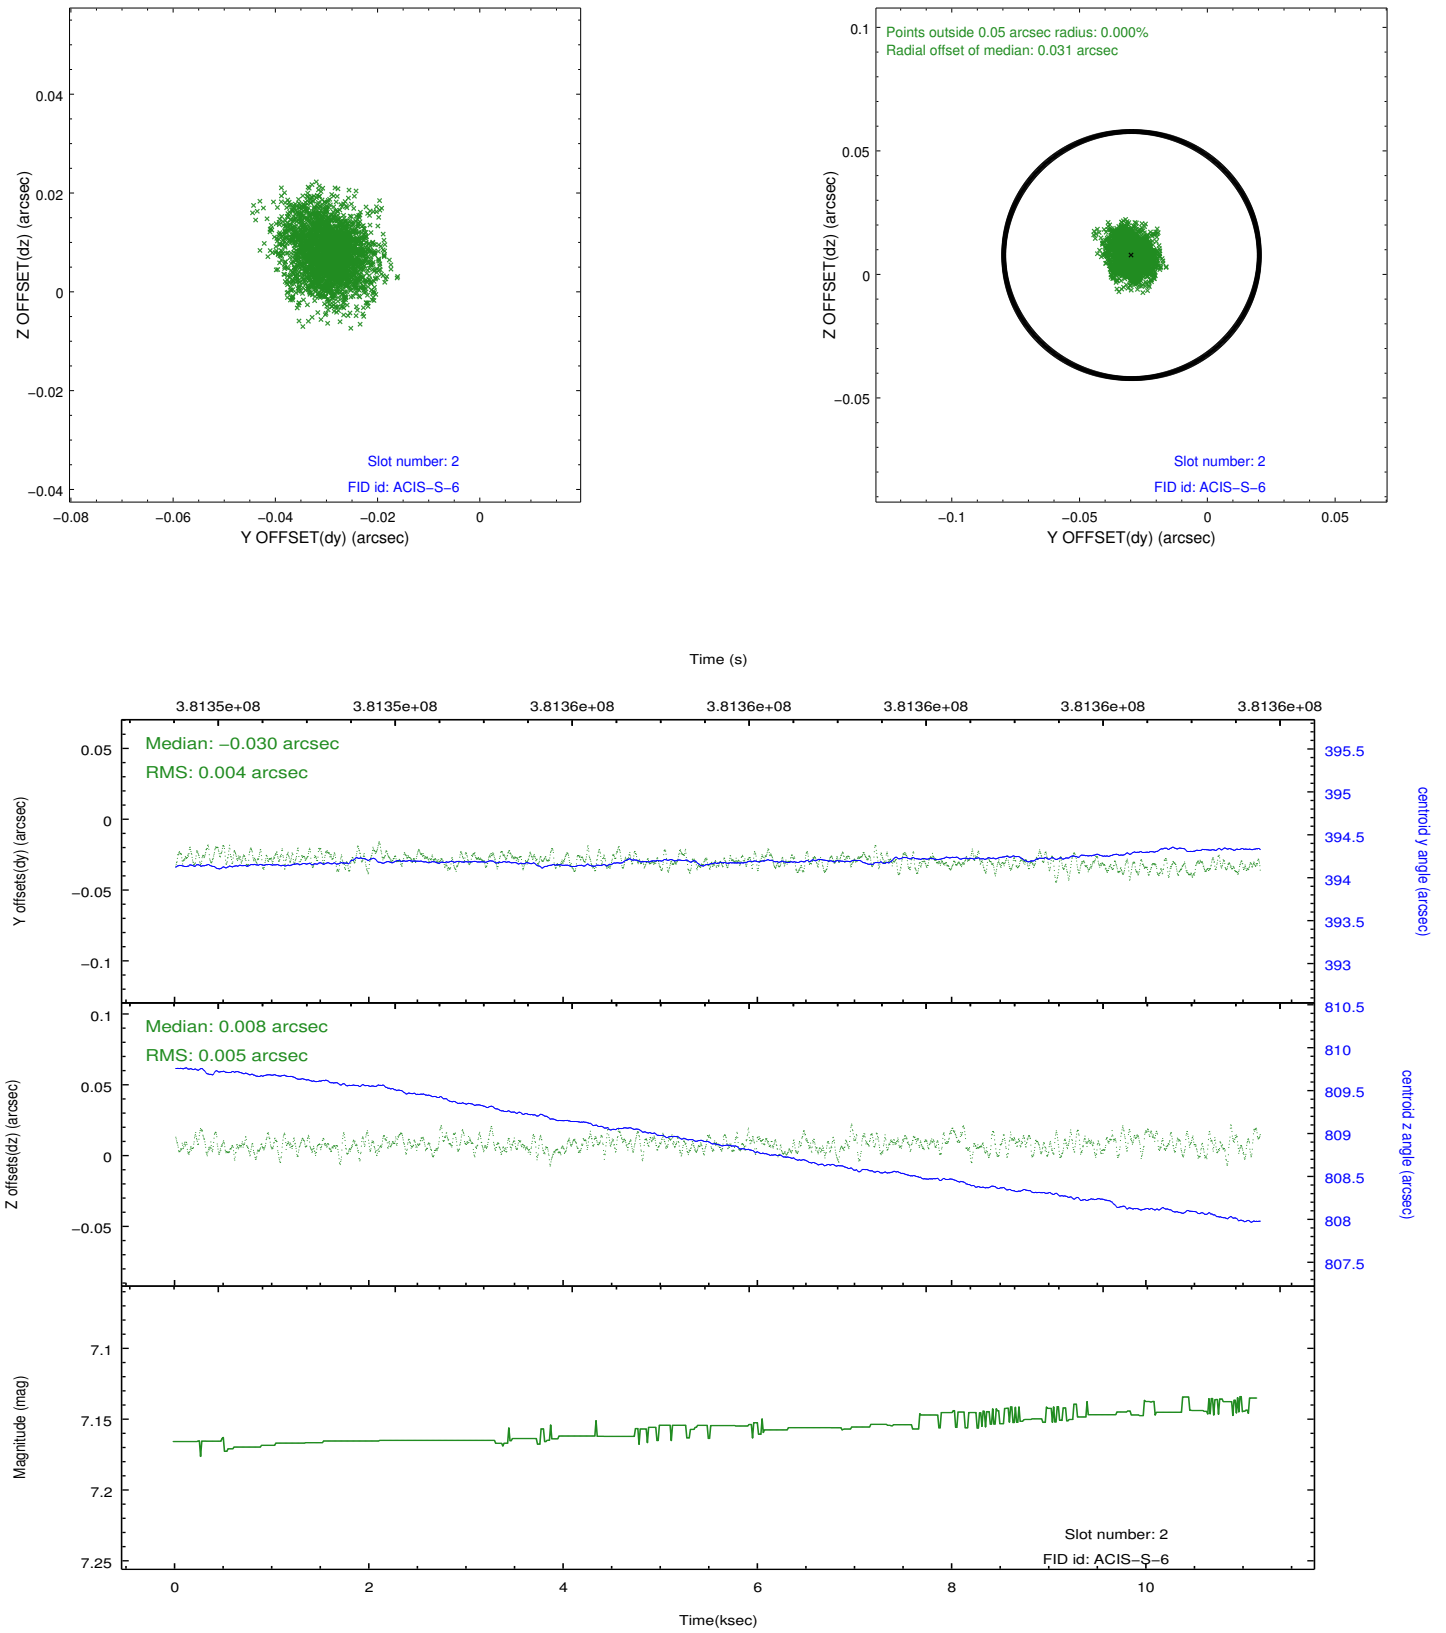 0.04
0.02
0
−0.02
−0.04
Z OFFSET(dz) (arcsec)
Slot number: 2
FID id: ACIS−S−6
−0.08
−0.06
−0.04
−0.02
0
Y OFFSET(dy) (arcsec)
Points outside 0.05 arcsec radius: 0.000%
Radial offset of median: 0.031 arcsec
0.1
0.05
0
−0.05
Z OFFSET(dz) (arcsec)
Slot number: 2
FID id: ACIS−S−6
−0.1
−0.05
0
0.05
Y OFFSET(dy) (arcsec)
Time (s)
3.8135e+08
3.8135e+08
3.8136e+08
3.8136e+08
3.8136e+08
3.8136e+08
3.8136e+08
Median: −0.030 arcsec
RMS: 0.004 arcsec
0.05
0
−0.05
−0.1
Y offsets(dy) (arcsec)
395.5
395
394.5
394
393.5
393
centroid y angle (arcsec)
Median: 0.008 arcsec
RMS: 0.005 arcsec
0.1
0.05
0
−0.05
Z offsets(dz) (arcsec)
810.5
810
809.5
809
808.5
808
807.5
centroid z angle (arcsec)
7.1
7.15
7.2
7.25
Magnitude (mag)
Slot number: 2
FID id: ACIS−S−6
0
2
4
6
8
10
Time(ksec)